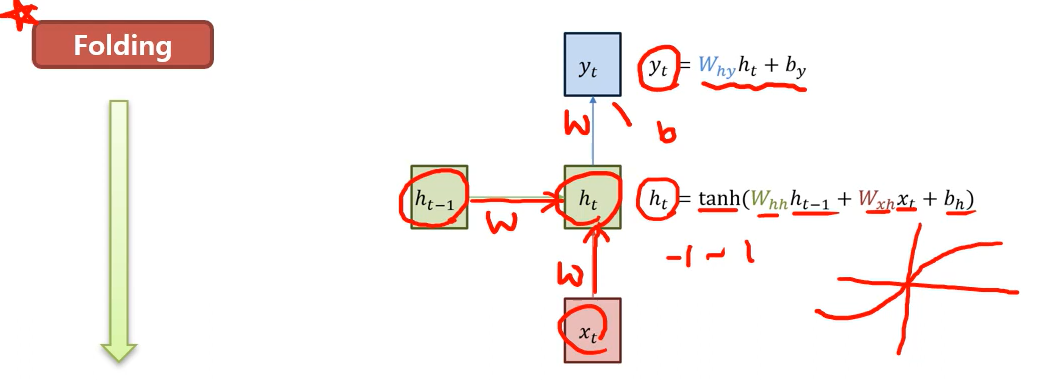 Folding
y_t
y_t = W_{hy}h_t + b_y
W
b
h_{t-1}
W
h_t
h_t = tanh(W_{hh}h_{t-1} + W_{xh}x_t + b_h)
-1 ~ 1
W
x_t